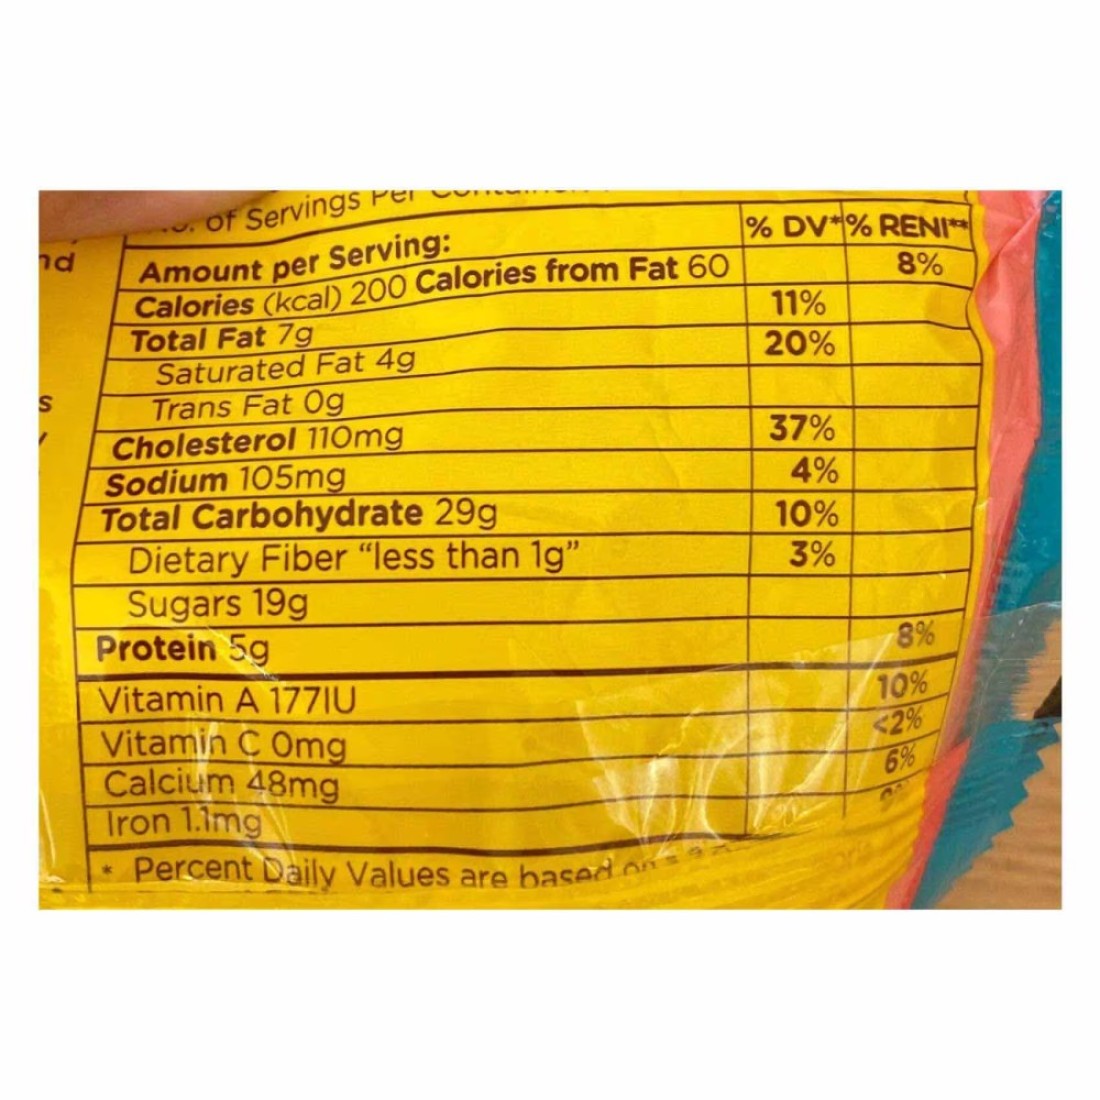 of Servings Per
% DV* % RENI**
nd
Amount per Serving:
Calories (kcal) 200 Calories from Fat 60 8%
Total Fat 7g 11%
Saturated Fat 4g 20%
Trans Fat 0g
s
Cholesterol 110mg 37%
Sodium 105mg 4%
Total Carbohydrate 29g 10%
Dietary Fiber “less than 1g” 3%
Sugars 19g
Protein 5g 8%
Vitamin A 177IU 10%
Vitamin C 0mg <2%
Calcium 48mg 6%
Iron 1.1mg
* Percent Daily Values are based on